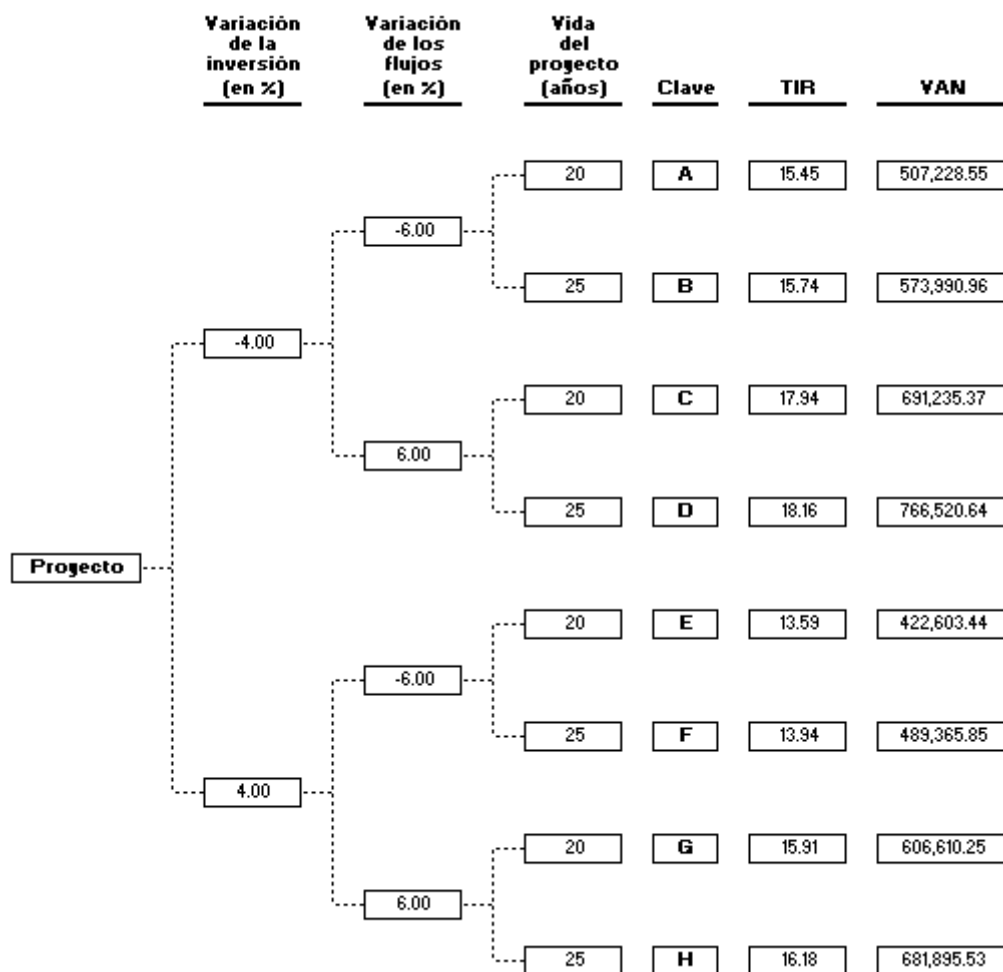 Variación
de la
inversión
(en %)
Variación
de los
flujos
(en %)
Vida
del
proyecto
(años)
Clave
TIR
VAN
20
A
15.45
507,228.55
-6.00
25
B
15.74
573,990.96
-4.00
20
C
17.94
691,235.37
6.00
25
D
18.16
766,520.64
Proyecto
20
E
13.59
422,603.44
-6.00
25
F
13.94
489,365.85
4.00
20
G
15.91
606,610.25
6.00
25
H
16.18
681,895.53